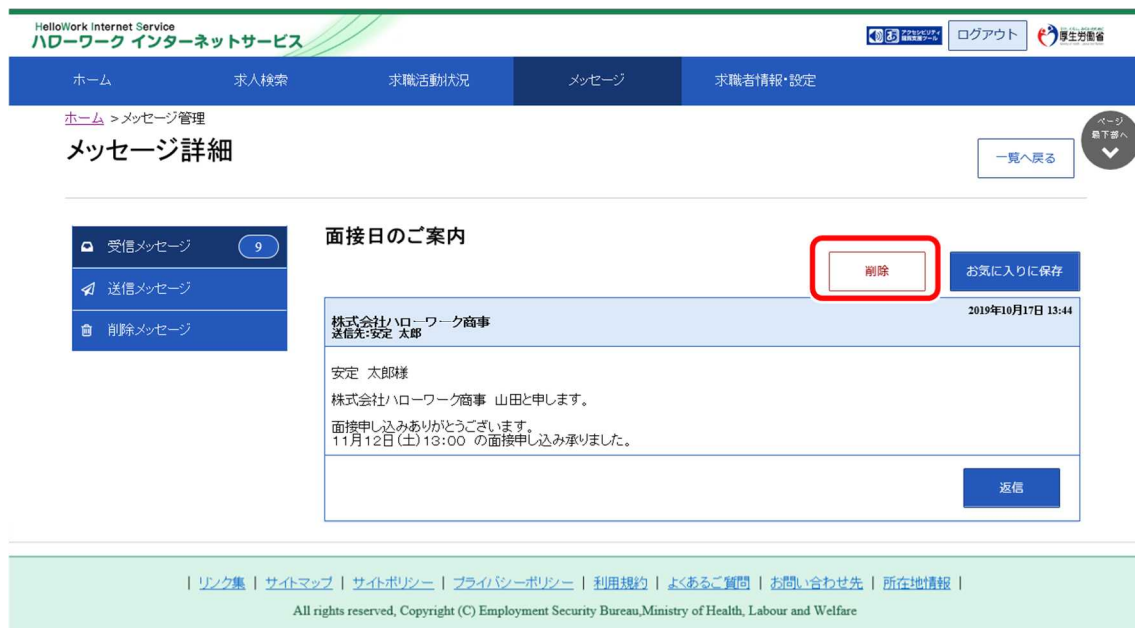 HelloWork Internet Service
ハローワーク インターネットサービス
ログアウト
厚生労働省
ホーム 求人検索 求職活動状況 メッセージ 求職者情報・設定
ホーム >メッセージ管理
ページ
最下部へ
メッセージ詳細
一覧へ戻る
受信メッセージ 9
送信メッセージ
削除メッセージ
面接日のご案内
削除 お気に入りに保存
株式会社ハローワーク商事 2019年10月17日 13:44
送信先:安定 太郎
安定 太郎様
株式会社ハローワーク商事 山田と申します。
面接申し込みありがとうございます。
11月12日(土)13:00 の面接申し込み承りました。
返信
| リンク集 | サイトマップ | サイトポリシー | プライバシーポリシー | 利用規約 | よくあるご質問 | お問い合わせ先 | 所在地情報 |
All rights reserved, Copyright (C) Employment Security Bureau,Ministry of Health, Labour and Welfare